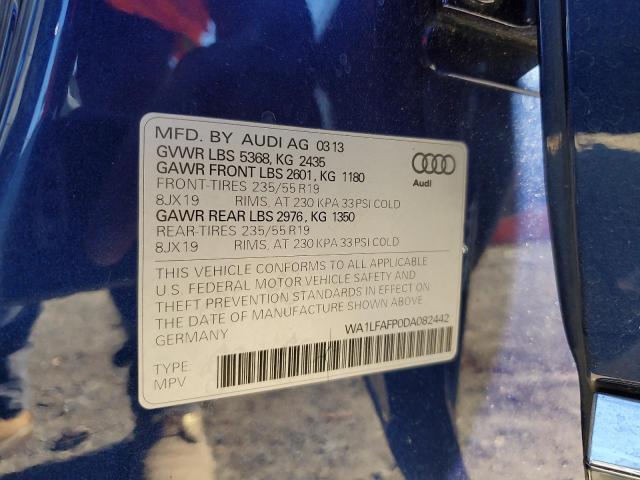 MFD. BY AUDI AG 03 13
GVWR LBS 5368, KG 2435
GAWR FRONT LBS 2601, KG 1180
FRONT-TIRES 235/55 R19
8JX19 RIMS, AT 230 KPA 33 PSI COLD
GAWR REAR LBS 2976, KG 1350
REAR-TIRES 235/55 R19
8JX19 RIMS, AT 230 KPA 33 PSI COLD
Audi
THIS VEHICLE CONFORMS TO ALL APPLICABLE
U.S. FEDERAL MOTOR VEHICLE SAFETY AND
THEFT PREVENTION STANDARDS IN EFFECT ON
THE DATE OF MANUFACTURE SHOWN ABOVE
GERMANY
WA1LFAFP0DA082442
TYPE:
MPV